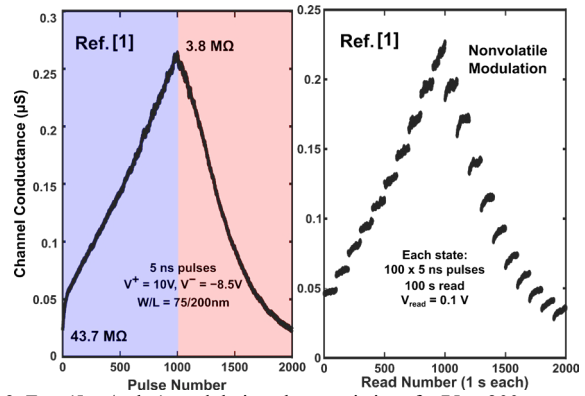 0.3
0.25
0.2
0.15
0.1
0.05
0
Channel Conductance (µS)
Ref. [1]
3.8 MΩ
5 ns pulses
V+ = 10V, V− = −8.5V
W/L = 75/200nm
43.7 MΩ
0 500 1000 1500 2000
Pulse Number
0.25
0.2
0.15
0.1
0.05
0
Ref. [1]
Nonvolatile
Modulation
Each state:
100 x 5 ns pulses
100 s read
Vread = 0.1 V
0 500 1000 1500 2000
Read Number (1 s each)